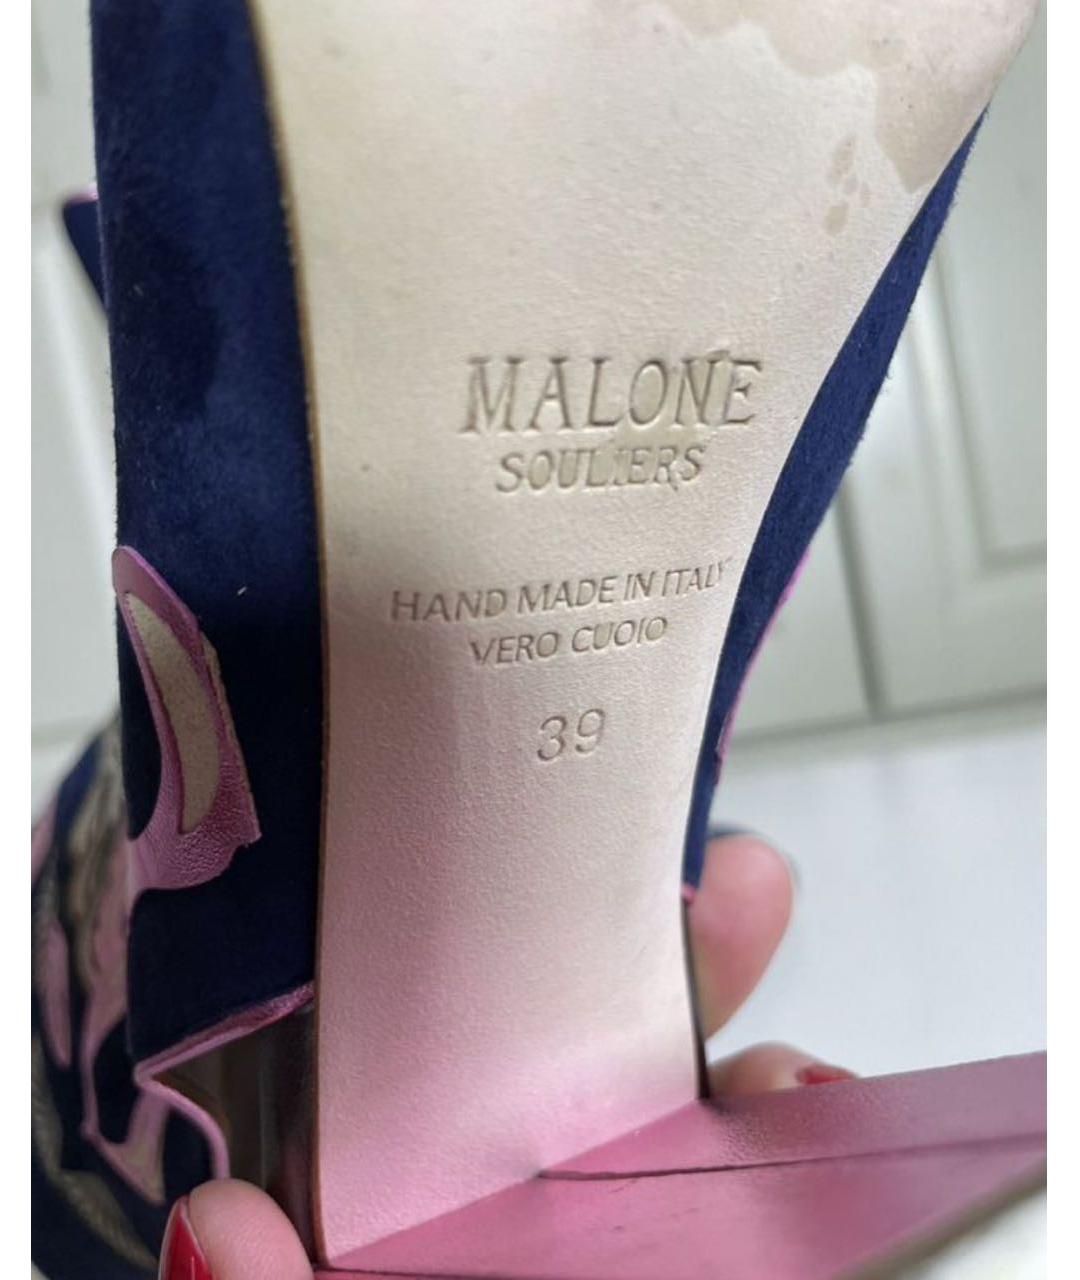 MALONE
SOULIERS
HAND MADE IN ITALY
VERO CUOIO
39